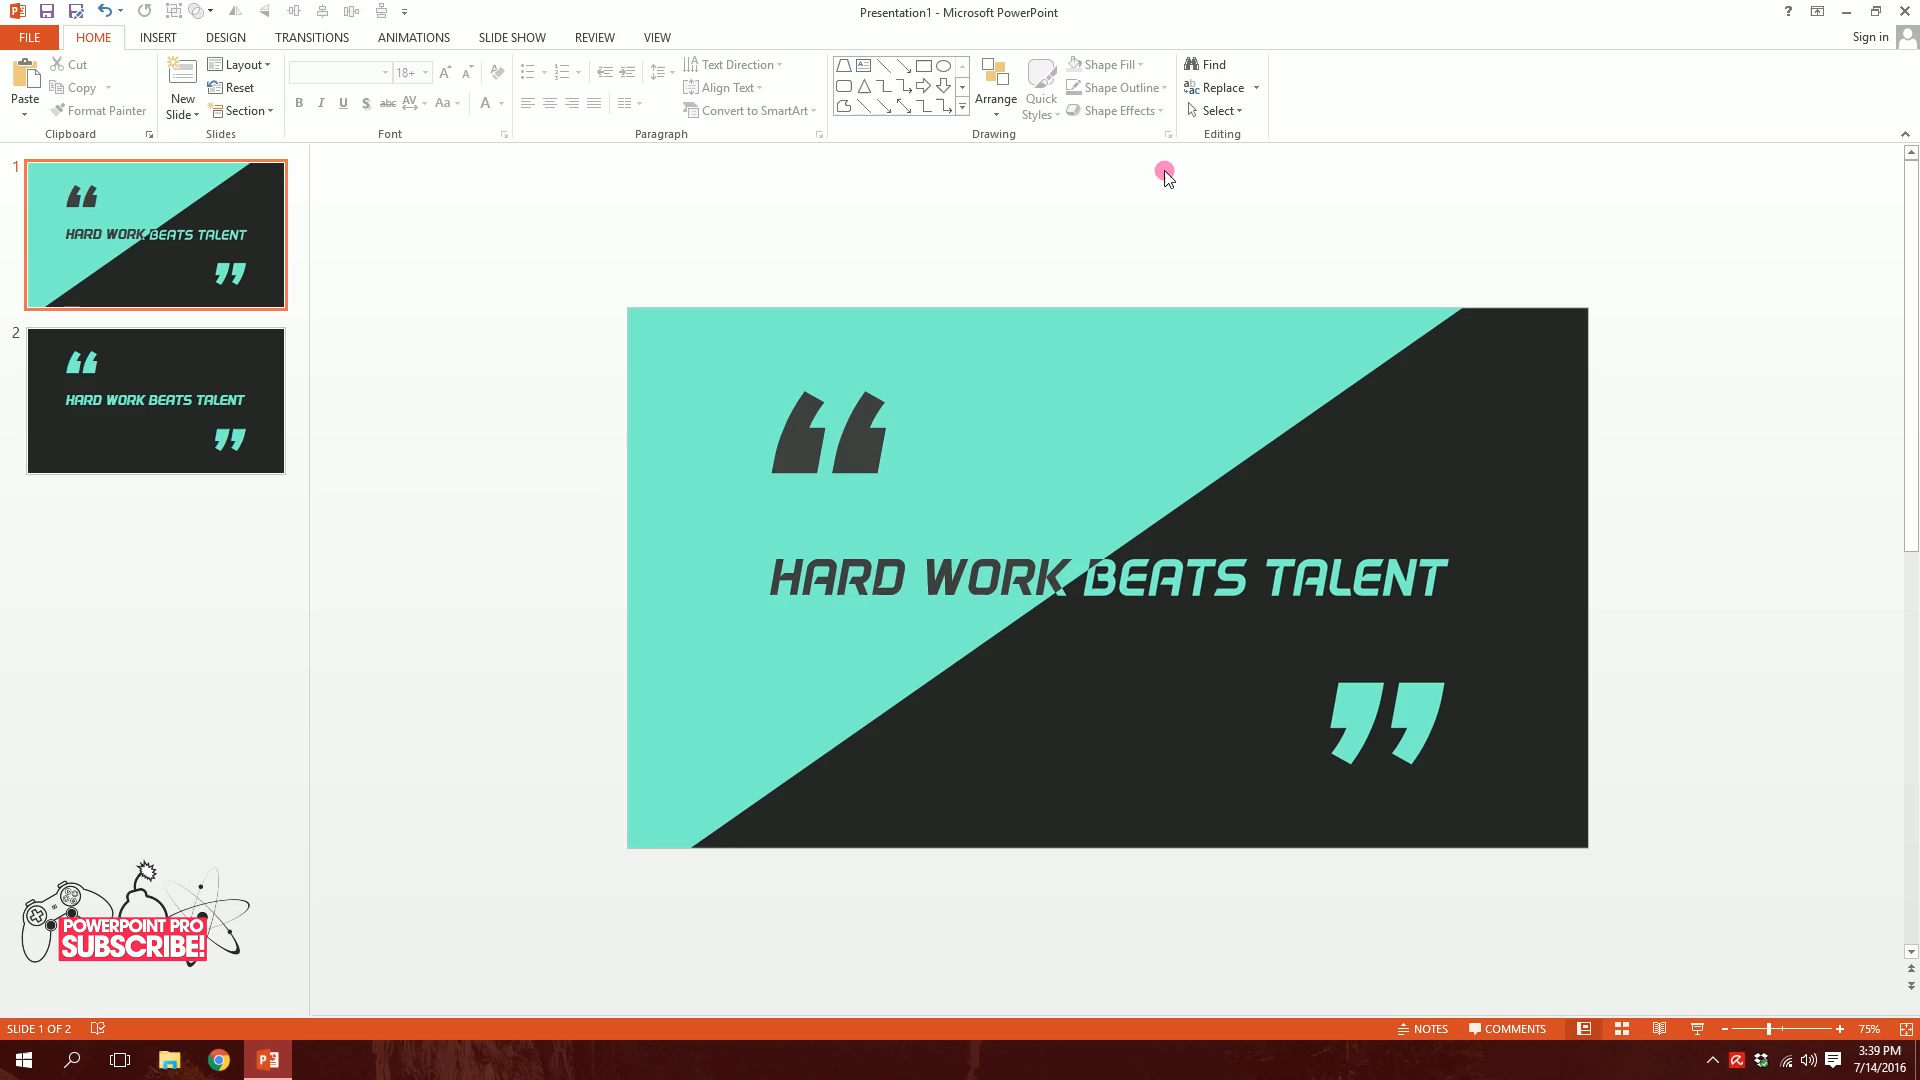 Presentation1 - Microsoft PowerPoint
?
FILE HOME INSERT DESIGN TRANSITIONS ANIMATIONS SLIDE SHOW REVIEW VIEW Sign in
Paste
Cut
Copy
Format Painter
Clipboard
New Slide
Layout
Reset
Section
Slides
18+
B I U S abc AV Aa A
Font
Text Direction
Align Text
Convert to SmartArt
Paragraph
Arrange
Quick Styles
Shape Fill
Shape Outline
Shape Effects
Drawing
Find
Replace
Select
Editing
1
“
HARD WORK BEATS TALENT
”
2
“
HARD WORK BEATS TALENT
”
“
HARD WORK BEATS TALENT
”
POWERPOINT PRO
SUBSCRIBE!
SLIDE 1 OF 2 NOTES COMMENTS 75%
3:39 PM
7/14/2016